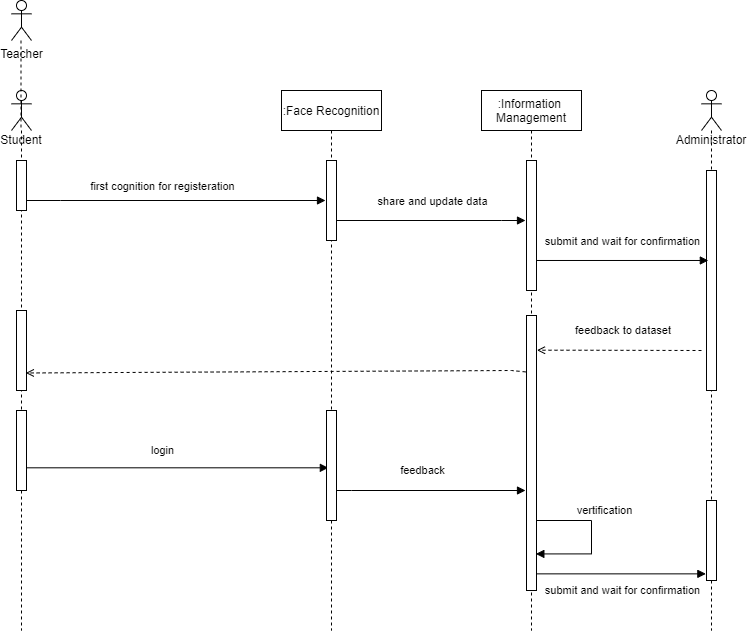 Teacher
Student
:Face Recognition
:Information
Management
Administrator
first cognition for registeration
share and update data
submit and wait for confirmation
feedback to dataset
login
feedback
vertification
submit and wait for confirmation